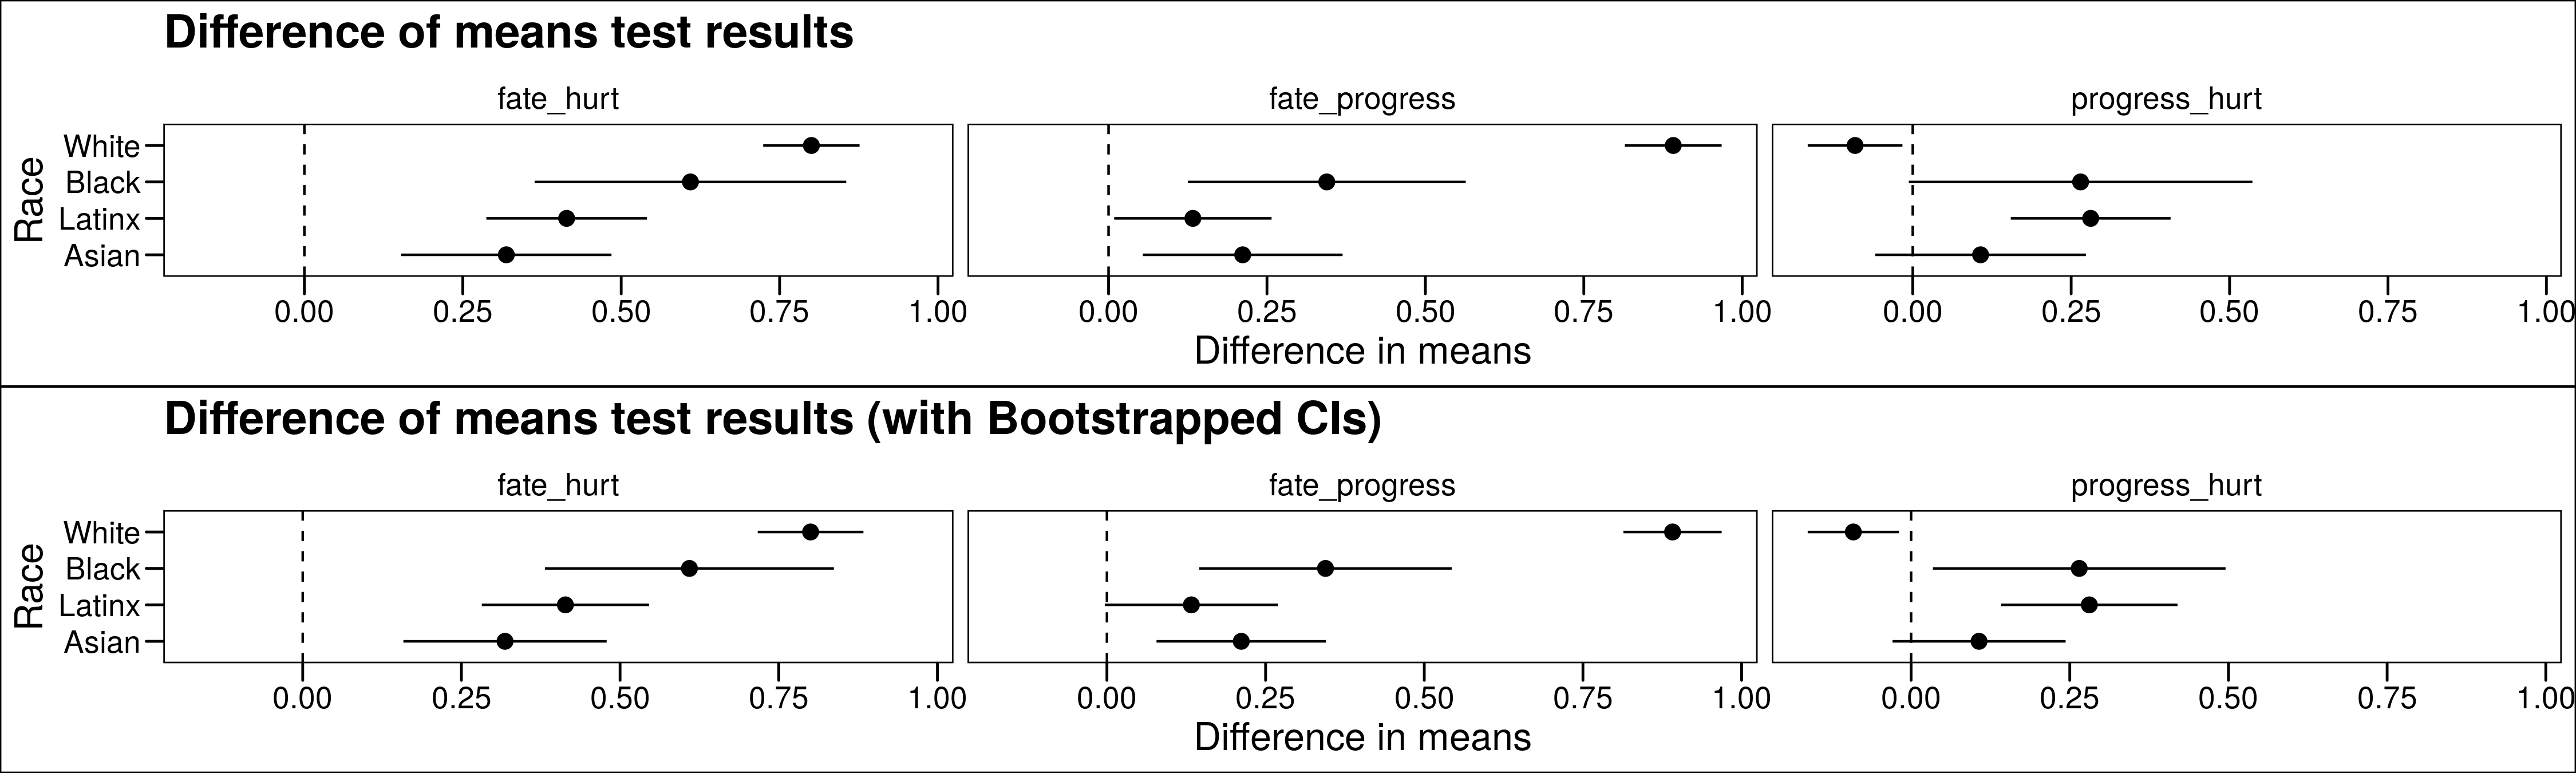 Difference of means test results
fate_hurt fate_progress progress_hurt
Race
White
Black
Latinx
Asian
0.00 0.25 0.50 0.75 1.00 0.00 0.25 0.50 0.75 1.00 0.00 0.25 0.50 0.75 1.00
Difference in means
Difference of means test results (with Bootstrapped CIs)
fate_hurt fate_progress progress_hurt
Race
White
Black
Latinx
Asian
0.00 0.25 0.50 0.75 1.00 0.00 0.25 0.50 0.75 1.00 0.00 0.25 0.50 0.75 1.00
Difference in means